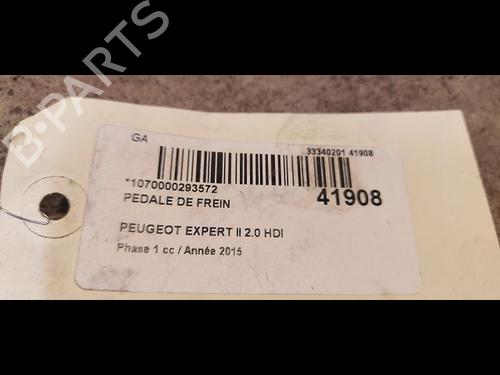 B-PARTS
GA
33340201 41908
*1070000293572
41908
PEDALE DE FREIN
PEUGEOT EXPERT II 2.0 HDI
Phase 1 cc / Année 2015